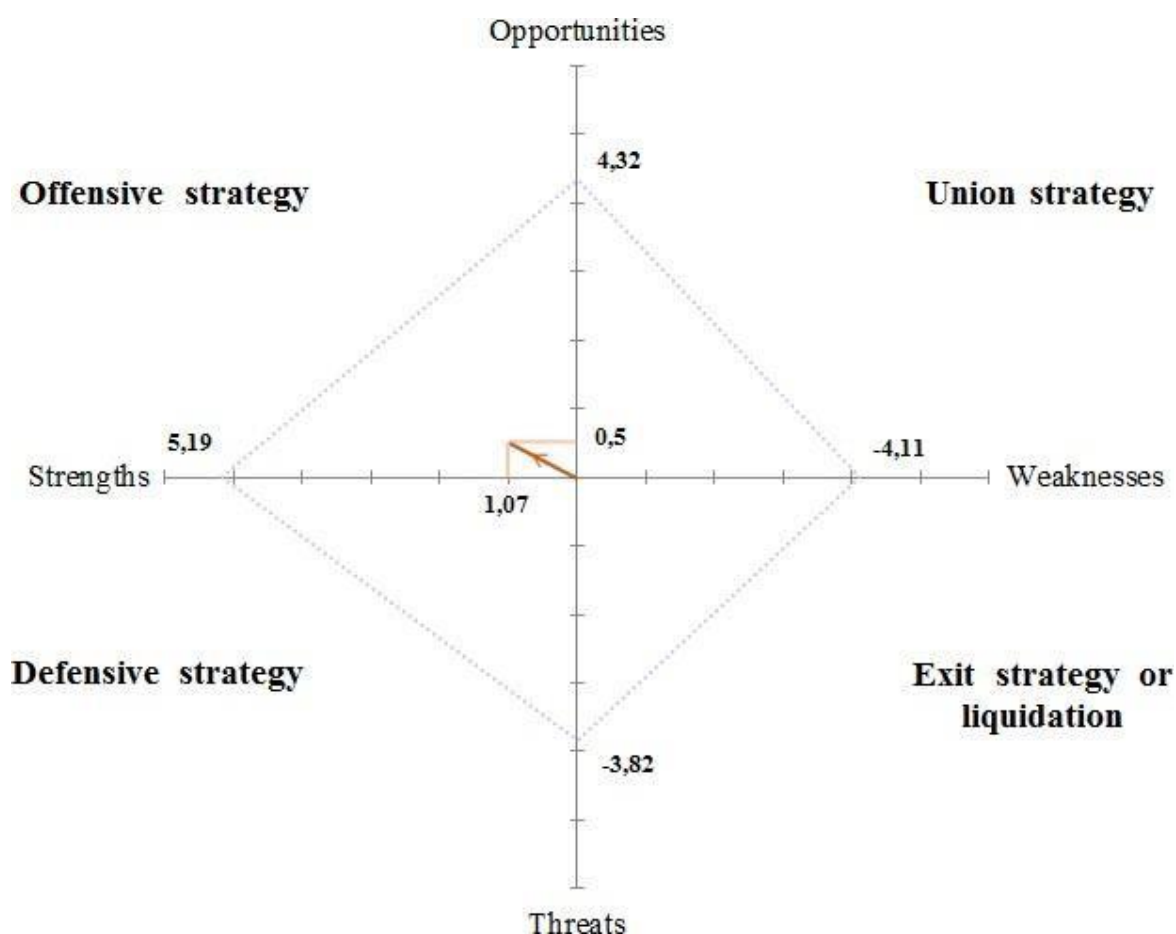 Opportunities
4,32
Offensive strategy
Union strategy
5,19
0,5
-4,11
Strengths
Weaknesses
1,07
Defensive strategy
Exit strategy or
liquidation
-3,82
Threats